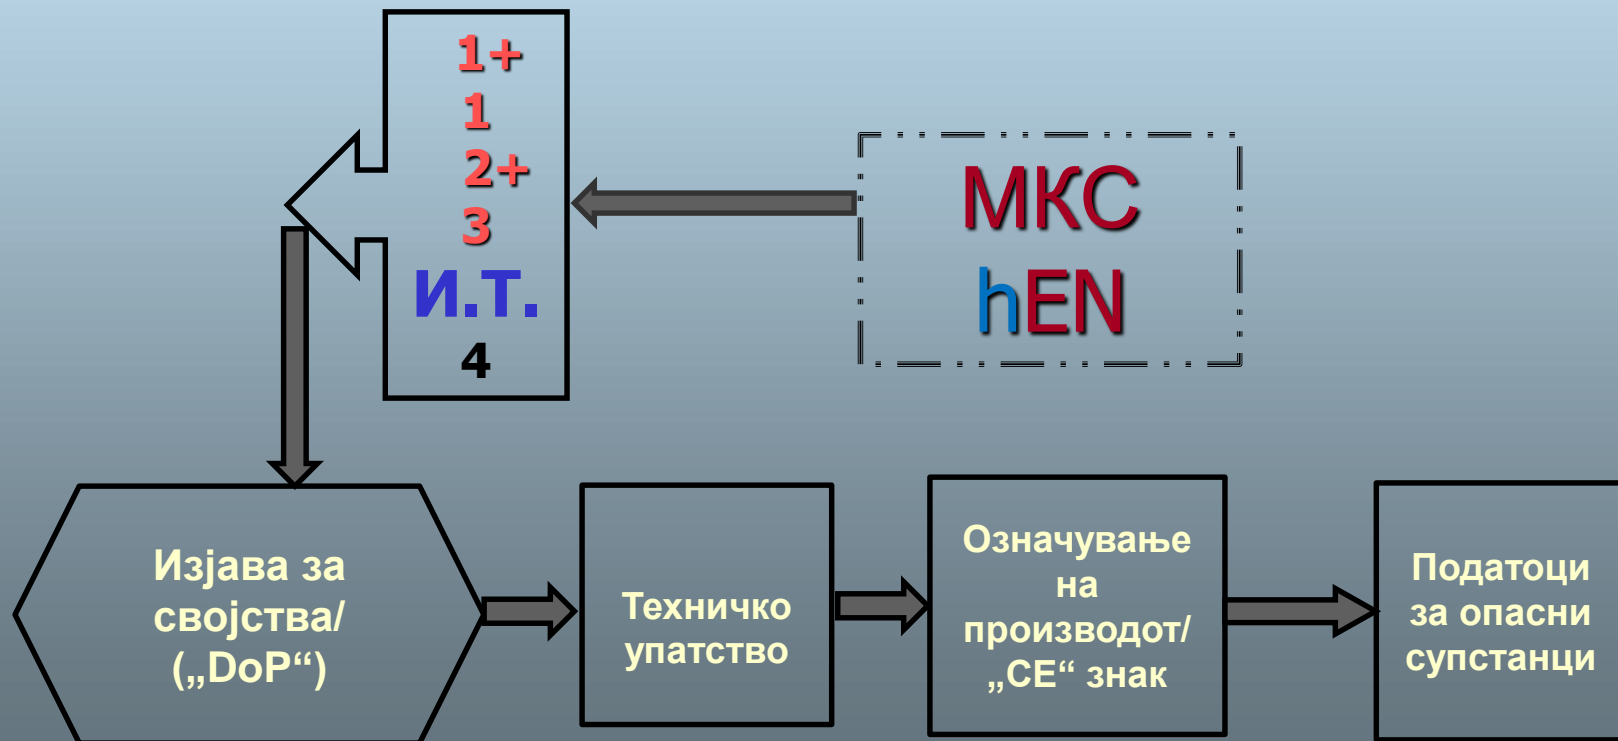 1+
1
2+
3
И.Т.
4
МКС
hEN
Изјава за
својства/
(„DoP“)
Техничко
упатство
Означување
на
производот/
„СЕ“ знак
Податоци
за опасни
супстанци